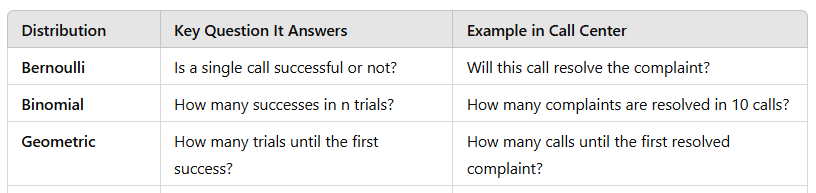 Distribution Key Question It Answers Example in Call Center
Bernoulli Is a single call successful or not? Will this call resolve the complaint?
Binomial How many successes in n trials? How many complaints are resolved in 10 calls?
Geometric How many trials until the first How many calls until the first resolved
success? complaint?